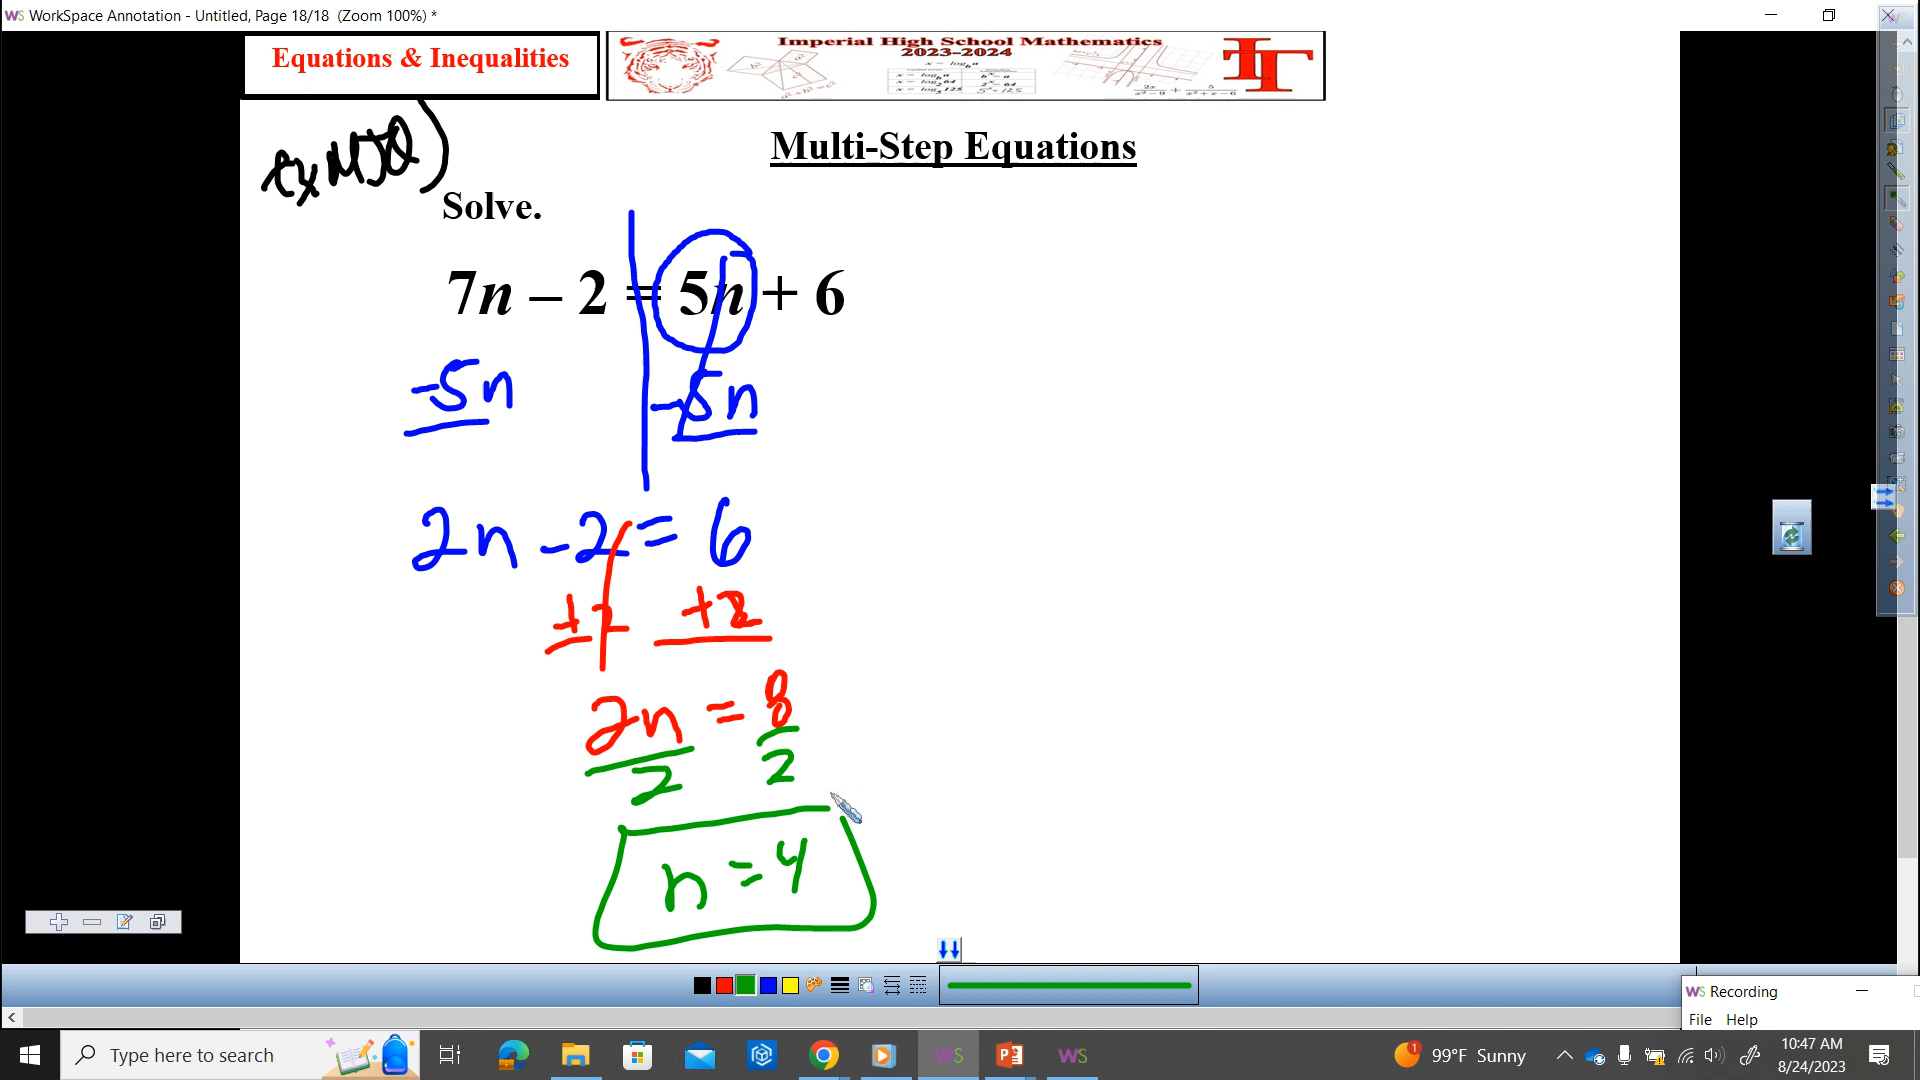 WS WorkSpace Annotation - Untitled, Page 18/18 (Zoom 100%) *
Equations & Inequalities
Imperial High School Mathematics
2023-2024
Multi-Step Equations
Solve.
7n – 2 = 5n + 6
-5n -5n
2n -2 = 6
+2 +2
2n = 8
2 2
n = 4
WS Recording
File Help
Type here to search
99°F Sunny
10:47 AM
8/24/2023